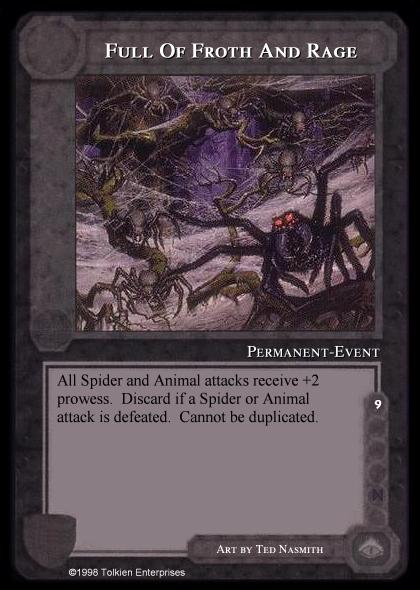 Full Of Froth And Rage
Permanent-Event
All Spider and Animal attacks receive +2
prowess.  Discard if a Spider or Animal
attack is defeated.  Cannot be duplicated.
9
N
Art by Ted Nasmith
©1998 Tolkien Enterprises